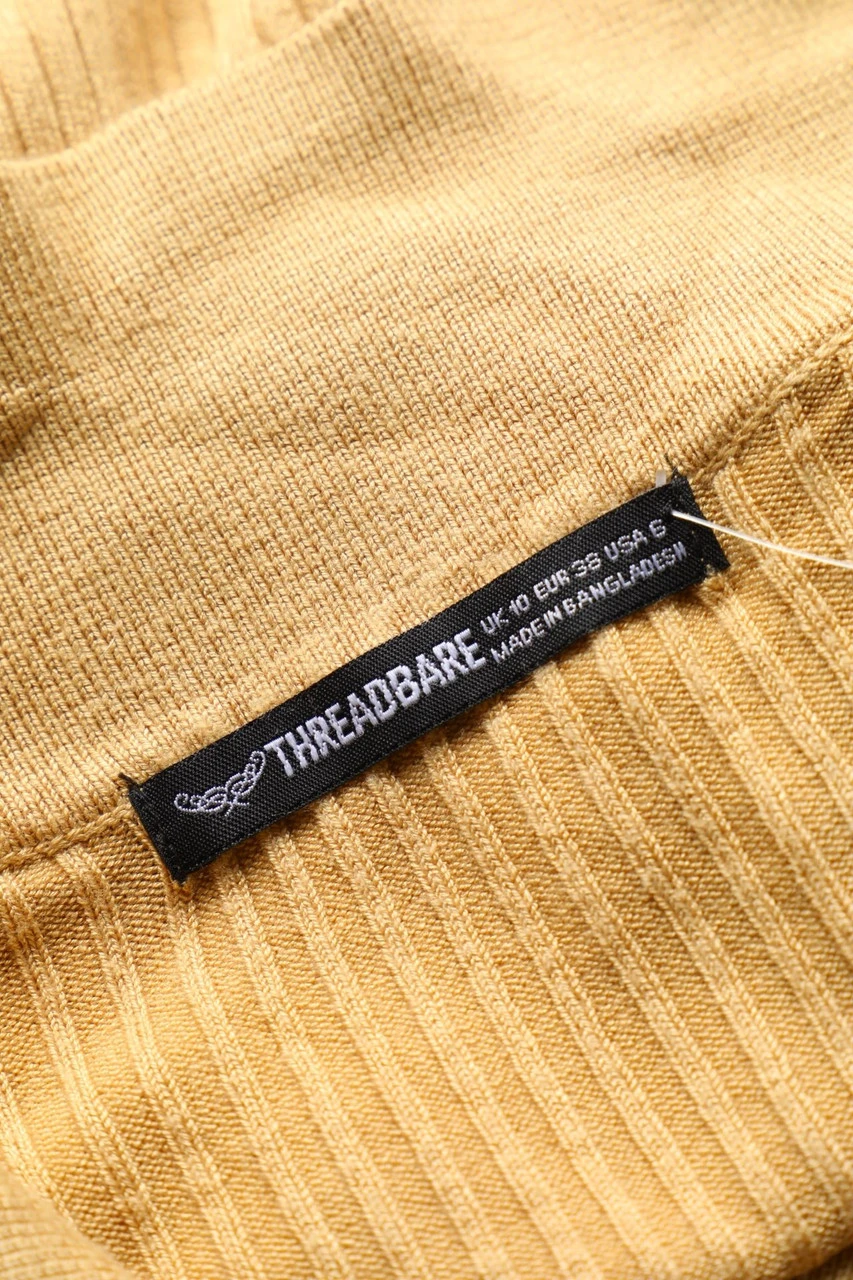 THREADBARE
UK 10 EUR 38 USA 6
MADE IN BANGLADESH